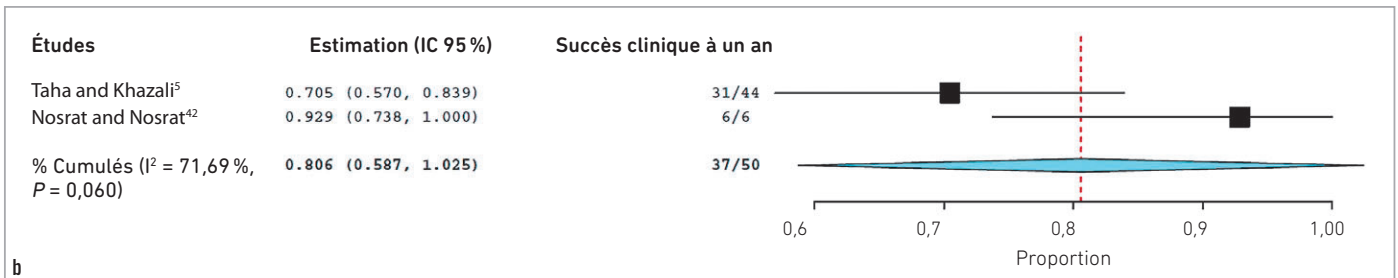 Études Estimation (IC 95 %) Succès clinique à un an
Taha and Khazali⁵ 0.705 (0.570, 0.839) 31/44
Nosrat and Nosrat⁴² 0.929 (0.738, 1.000) 6/6
% Cumulés (I² = 71,69 %, 0.806 (0.587, 1.025) 37/50
P = 0,060)
0,6 0,7 0,8 0,9 1,00
Proportion
b